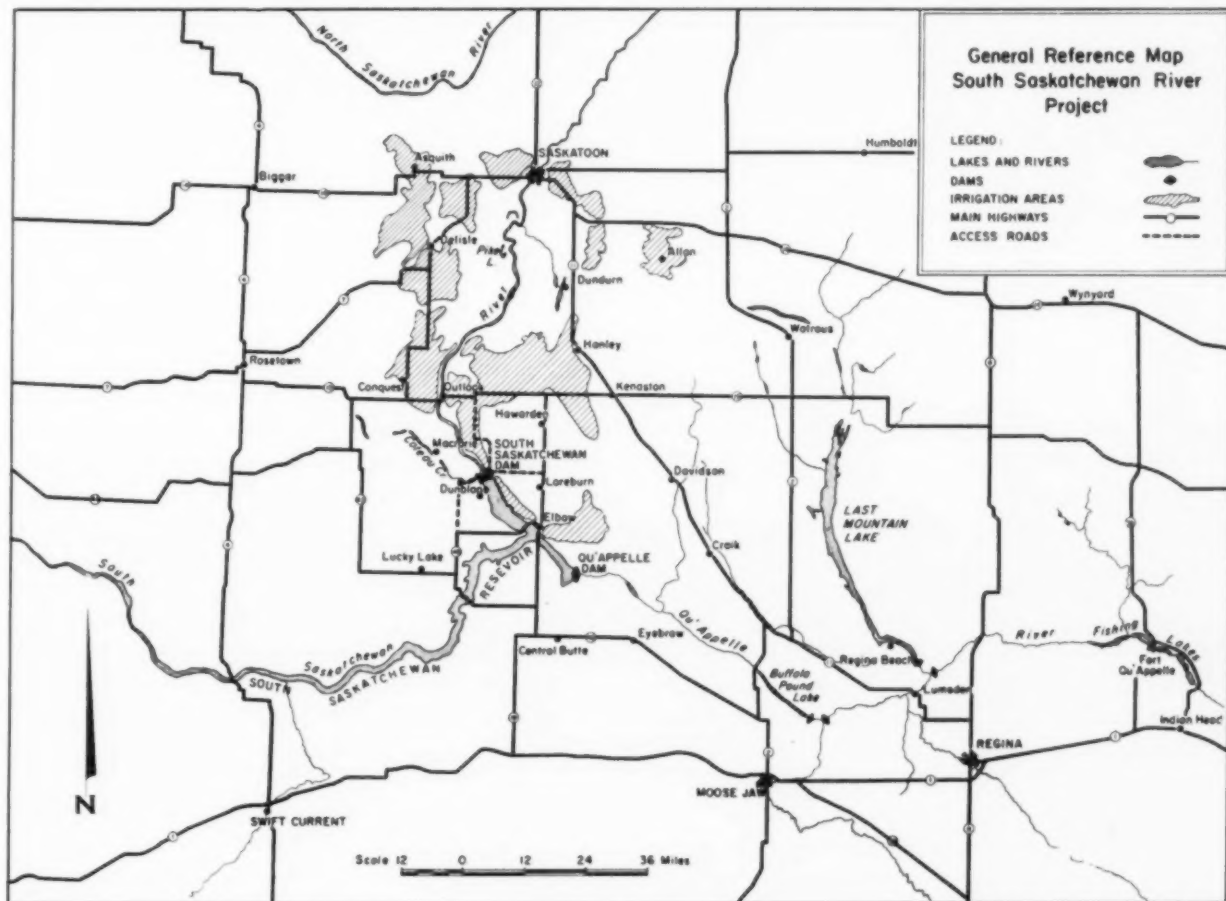 General Reference Map
South Saskatchewan River
Project
LEGEND:
LAKES AND RIVERS
DAMS
IRRIGATION AREAS
MAIN HIGHWAYS
ACCESS ROADS
North Saskatchewan River
Asquith
SASKATOON
Humboldt
Biggar
Delisle
Pike L.
Allan
Dundurn
River
Wynyard
Watrous
Hanley
Rosetown
Conquest
Outlook
Kenaston
Hawarden
Macrorie
Coteau Cr.
SOUTH
SASKATCHEWAN
DAM
Davidson
Dunblane
Loreburn
LAST
MOUNTAIN
LAKE
Elbow
Craik
Lucky Lake
RESEVOIR
QU'APPELLE
DAM
South
Qu'Appelle
River
Fishing Lakes
Saskatchewan
SOUTH SASKATCHEWAN
Central Butte
Eyebrow
Regina Beach
Fort
Qu'Appelle
Buffalo
Pound
Lake
Lumsden
Indian Head
REGINA
N
MOOSE JAW
SWIFT CURRENT
Scale 12 0 12 24 36 Miles